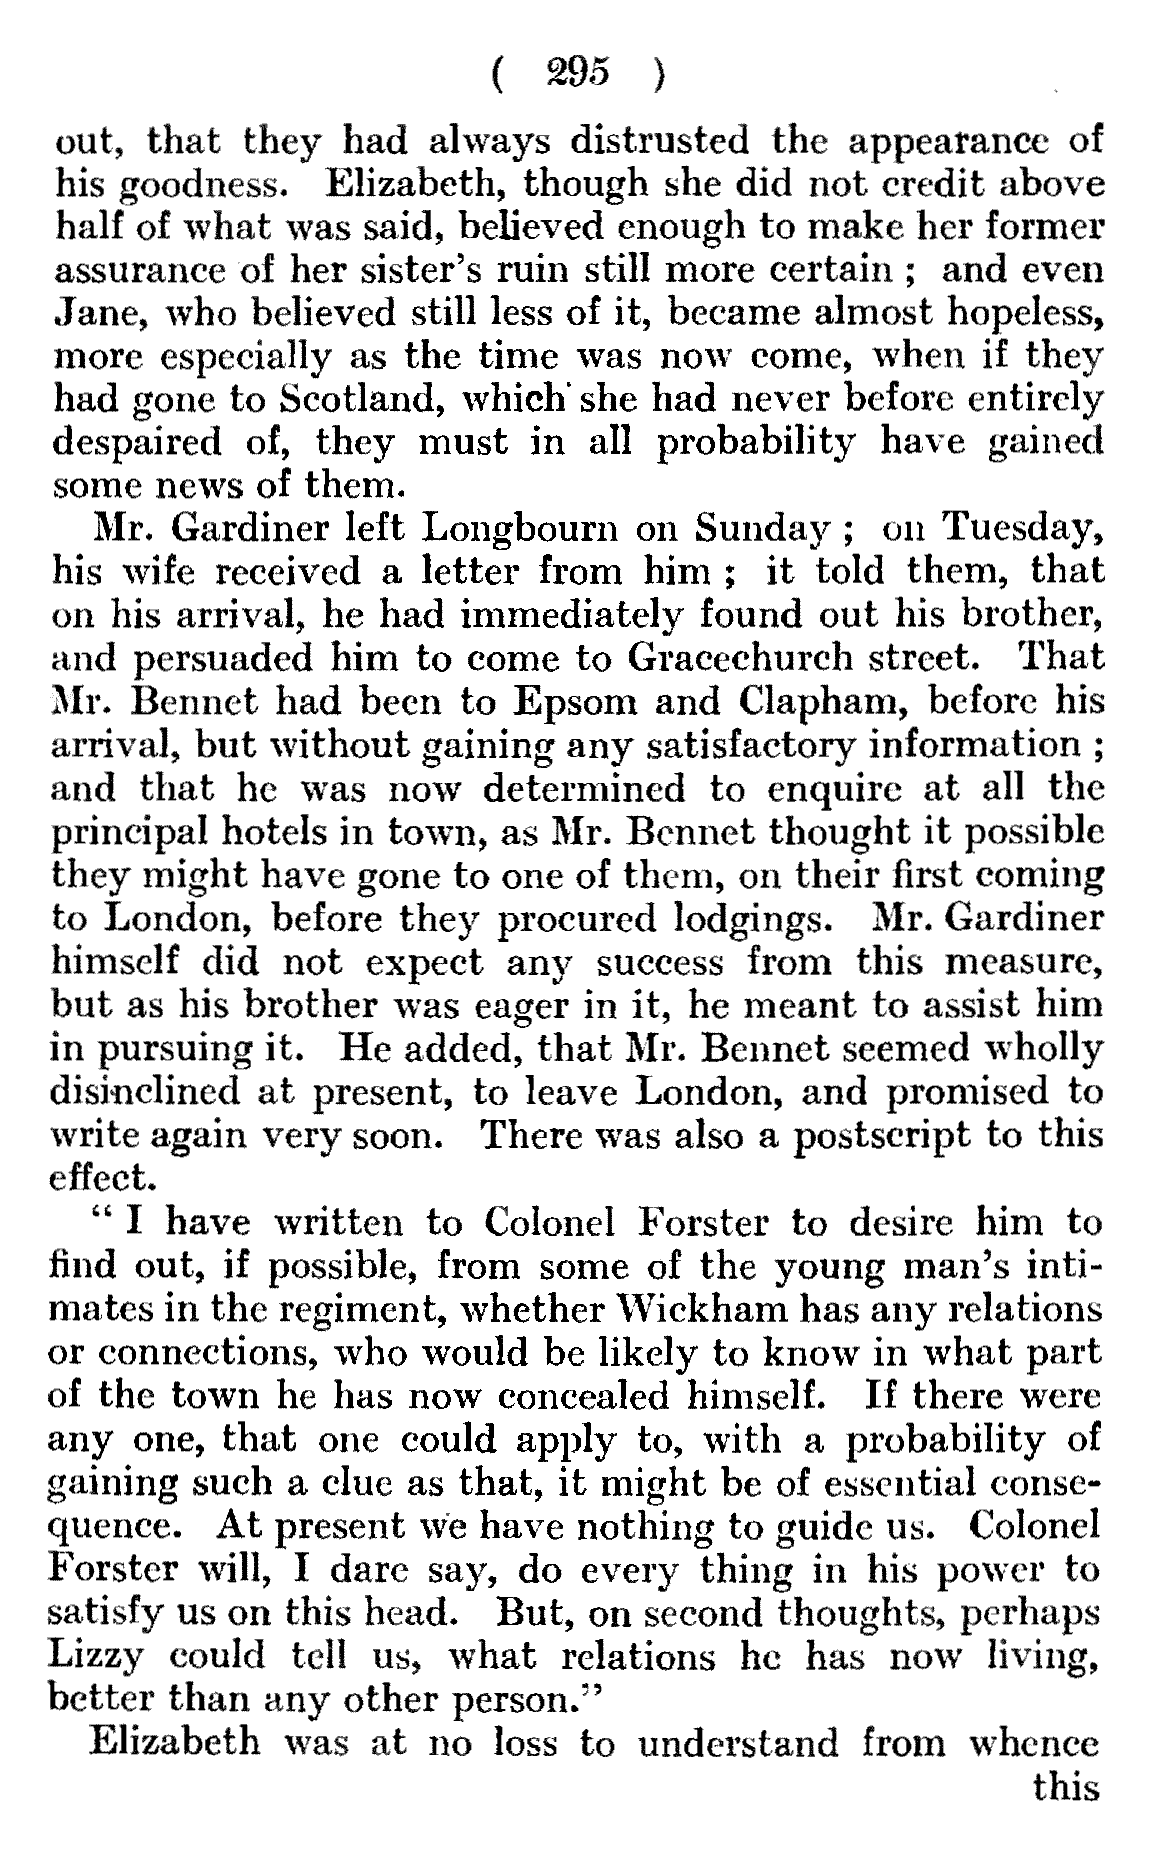 ( 295 )
out, that they had always distrusted the appearance of
his goodness. Elizabeth, though she did not credit above
half of what was said, believed enough to make her former
assurance of her sister's ruin still more certain ; and even
Jane, who believed still less of it, became almost hopeless,
more especially as the time was now come, when if they
had gone to Scotland, which she had never before entirely
despaired of, they must in all probability have gained
some news of them.
Mr. Gardiner left Longbourn on Sunday ; on Tuesday,
his wife received a letter from him ; it told them, that
on his arrival, he had immediately found out his brother,
and persuaded him to come to Gracechurch street. That
Mr. Bennet had been to Epsom and Clapham, before his
arrival, but without gaining any satisfactory information ;
and that he was now determined to enquire at all the
principal hotels in town, as Mr. Bennet thought it possible
they might have gone to one of them, on their first coming
to London, before they procured lodgings. Mr. Gardiner
himself did not expect any success from this measure,
but as his brother was eager in it, he meant to assist him
in pursuing it. He added, that Mr. Bennet seemed wholly
disinclined at present, to leave London, and promised to
write again very soon. There was also a postscript to this
effect.
“ I have written to Colonel Forster to desire him to
find out, if possible, from some of the young man's inti-
mates in the regiment, whether Wickham has any relations
or connections, who would be likely to know in what part
of the town he has now concealed himself. If there were
any one, that one could apply to, with a probability of
gaining such a clue as that, it might be of essential conse-
quence. At present we have nothing to guide us. Colonel
Forster will, I dare say, do every thing in his power to
satisfy us on this head. But, on second thoughts, perhaps
Lizzy could tell us, what relations he has now living,
better than any other person.”
Elizabeth was at no loss to understand from whence
this